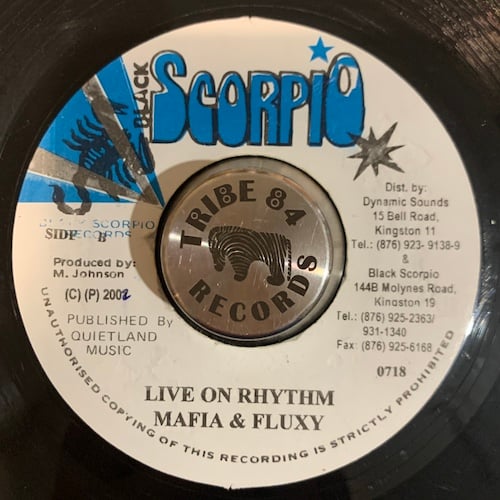 BLACK
SCORPIO
BLACK SCORPIO
RECORDS
SIDE B
Produced by:
M. Johnson
(C) (P) 2002
PUBLISHED By
QUIETLAND
MUSIC
TRIBE 84
RECORDS
Dist. by:
Dynamic Sounds
15 Bell Road,
Kingston 11
Tel.: (876) 923- 9138-9
&
Black Scorpio
144B Molynes Road,
Kingston 19
Tel.: (876) 925-2363/
931-1340
Fax: (876) 925-6168
0718
LIVE ON RHYTHM
MAFIA & FLUXY
UNAUTHORISED COPYING OF THIS RECORDING IS STRICTLY PROHIBITED